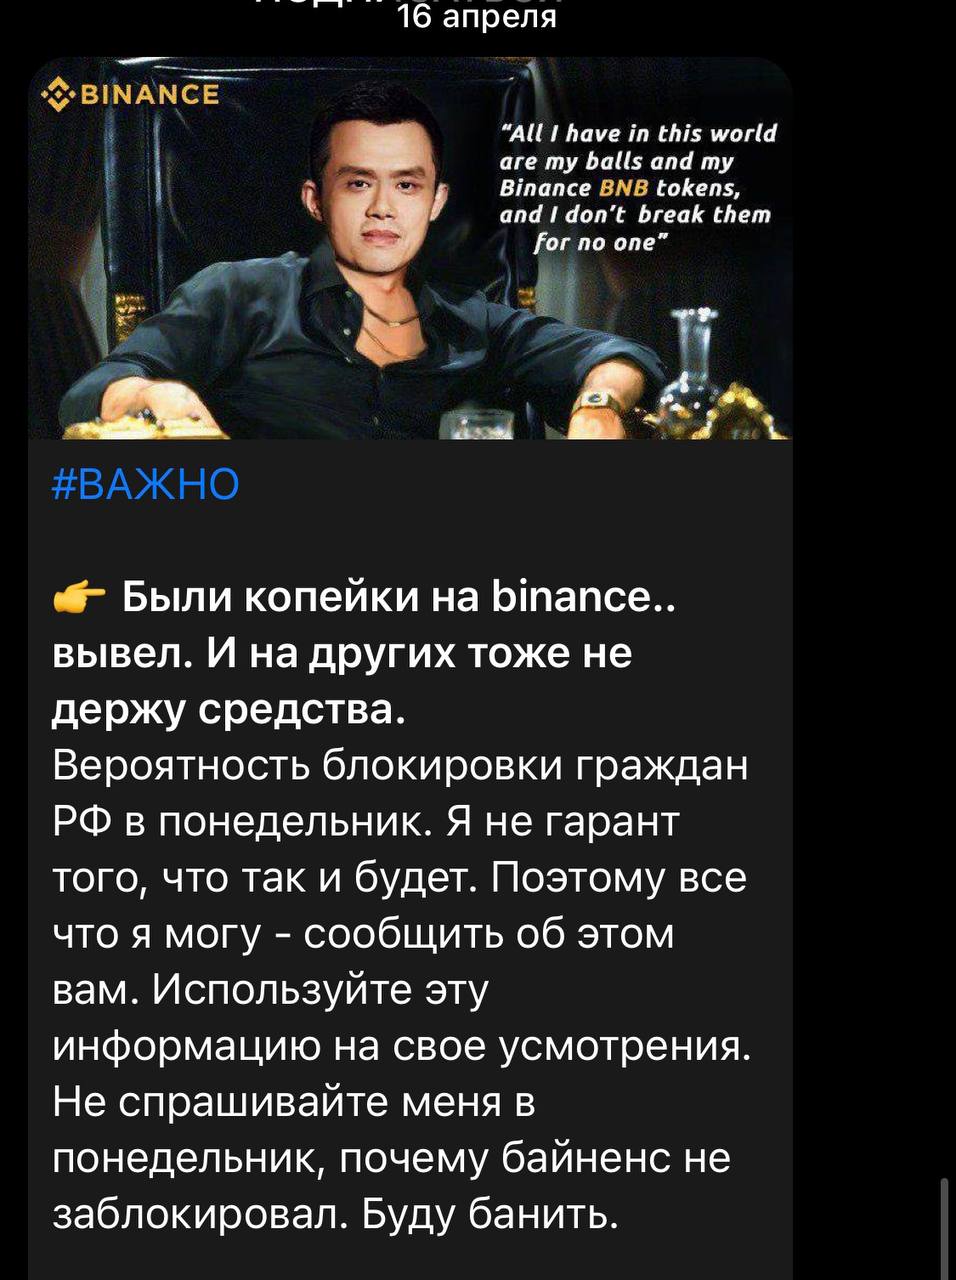 16 апреля
BINANCE
“All I have in this world
are my balls and my
Binance BNB tokens,
and I don’t break them
for no one”
#ВАЖНО
👉 Были копейки на binance..
вывел. И на других тоже не
держу средства.
Вероятность блокировки граждан
РФ в понедельник. Я не гарант
того, что так и будет. Поэтому все
что я могу - сообщить об этом
вам. Используйте эту
информацию на свое усмотрения.
Не спрашивайте меня в
понедельник, почему байненс не
заблокировал. Буду банить.